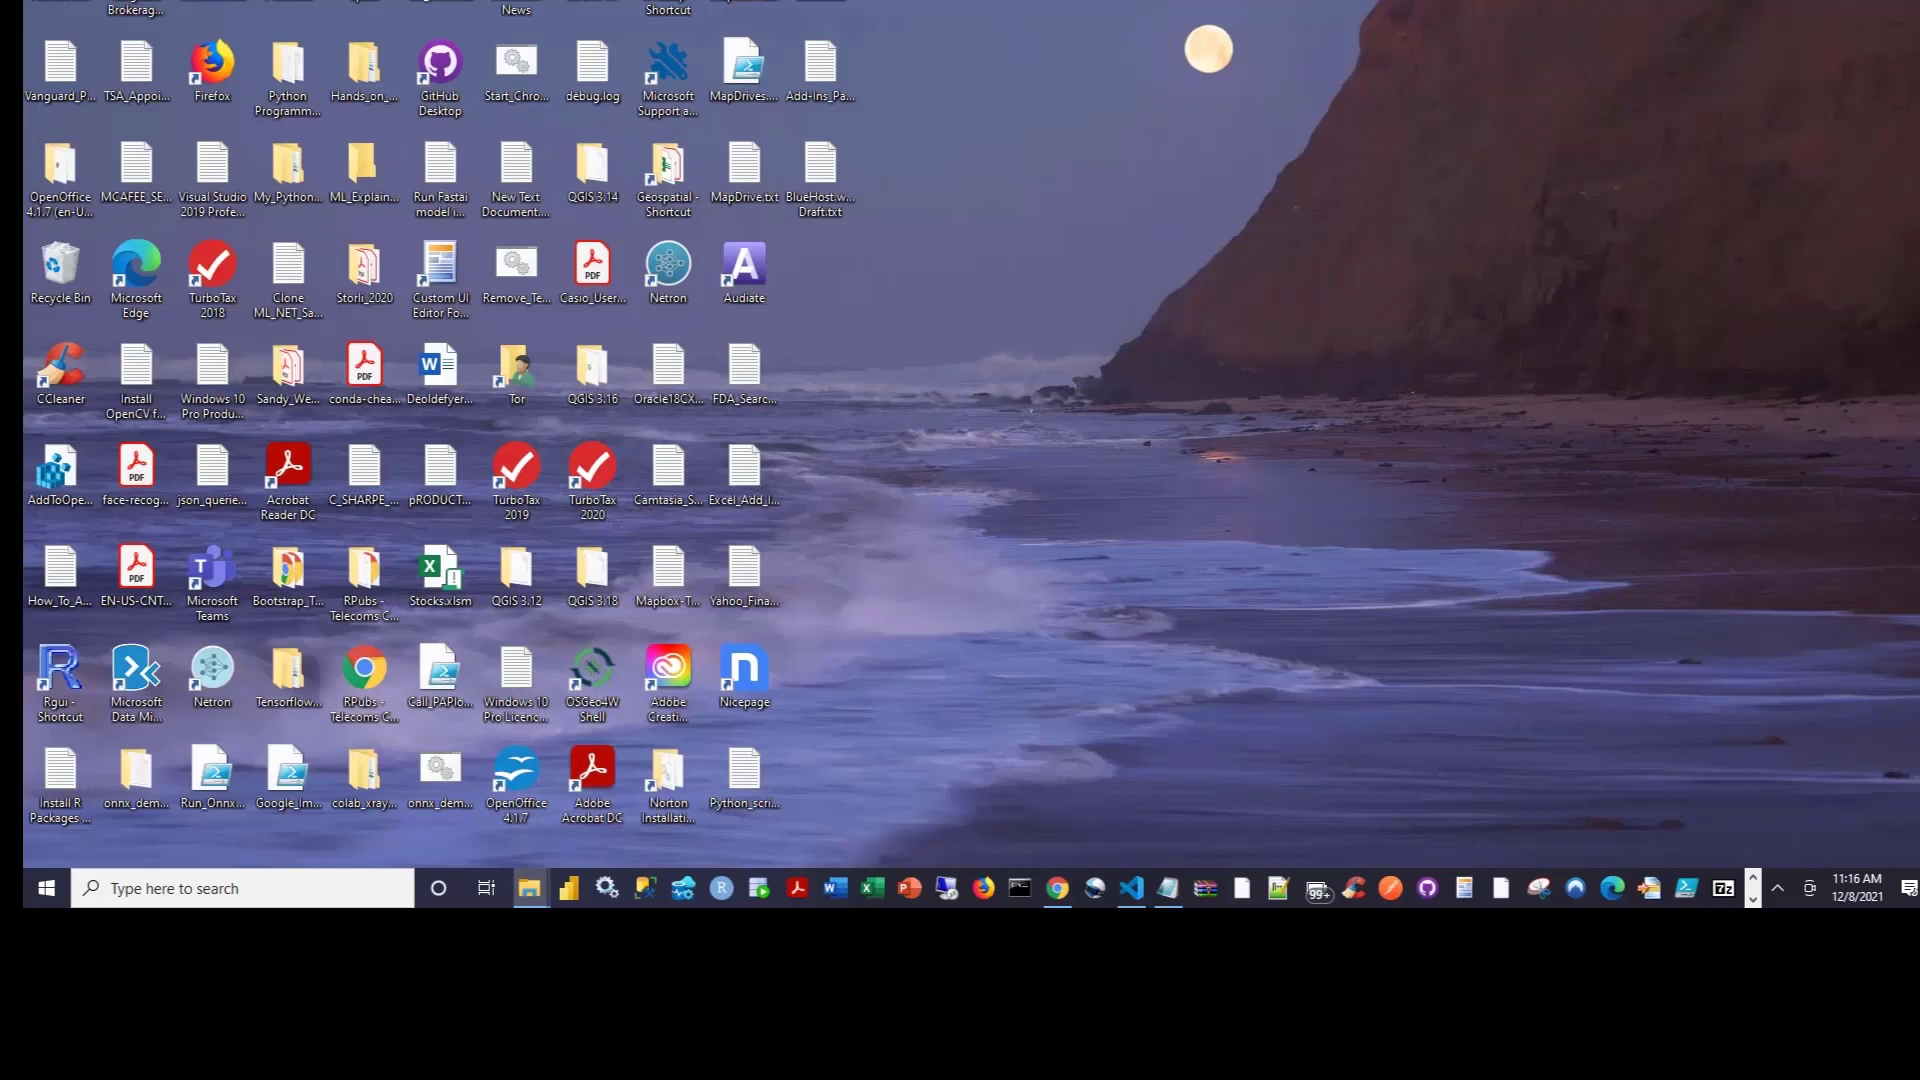 Brokerag...
News
Shortcut
Vanguard_P...
TSA_Appoi...
Firefox
Python
Programm...
Hands_on_...
GitHub
Desktop
Start_Chro...
debug.log
Microsoft
Support a...
MapDrives....
Add-Ins_Pa...
OpenOffice
4.1.7 (en-U...
MCAFEE_SE...
Visual Studio
2019 Profe...
My_Python...
ML_Explain...
Run Fastai
model i...
New Text
Document....
QGIS 3.14
Geospatial -
Shortcut
MapDrive.txt
BlueHost.w...
Draft.txt
Recycle Bin
Microsoft
Edge
TurboTax
2018
Clone
ML_NET_Sa...
Storli_2020
Custom UI
Editor Fo...
Remove_Te...
PDF
Casio_User...
Netron
A
Audiate
CCleaner
Install
OpenCV f...
Windows 10
Pro Produ...
Sandy_We...
PDF
conda-chea...
W
Deoldefyer...
Tor
QGIS 3.16
Oracle18CX...
FDA_Searc...
AddToOpe...
PDF
face-recog...
json_querie...
Acrobat
Reader DC
C_SHARPE_...
pRODUCT...
TurboTax
2019
TurboTax
2020
Camtasia_S...
Excel_Add_I...
How_To_A...
PDF
EN-US-CNT...
T
Microsoft
Teams
Bootstrap_T...
RPubs -
Telecoms C...
X
Stocks.xlsm
QGIS 3.12
QGIS 3.18
Mapbox-T...
Yahoo_Fina...
R
Rgui -
Shortcut
Microsoft
Data Mi...
Netron
Tensorflow...
RPubs -
Telecoms C...
Call_PAPlo...
Windows 10
Pro Licenc...
OSGeo4W
Shell
Adobe
Creati...
n
Nicepage
Install R
Packages ...
onnx_dem...
Run_Onnx...
Google_Im...
colab_xray...
onnx_dem...
OpenOffice
4.1.7
Adobe
Acrobat DC
Norton
Installati...
Python_scri...
Type here to search
R
W
X
P
99+
7z
11:16 AM
12/8/2021